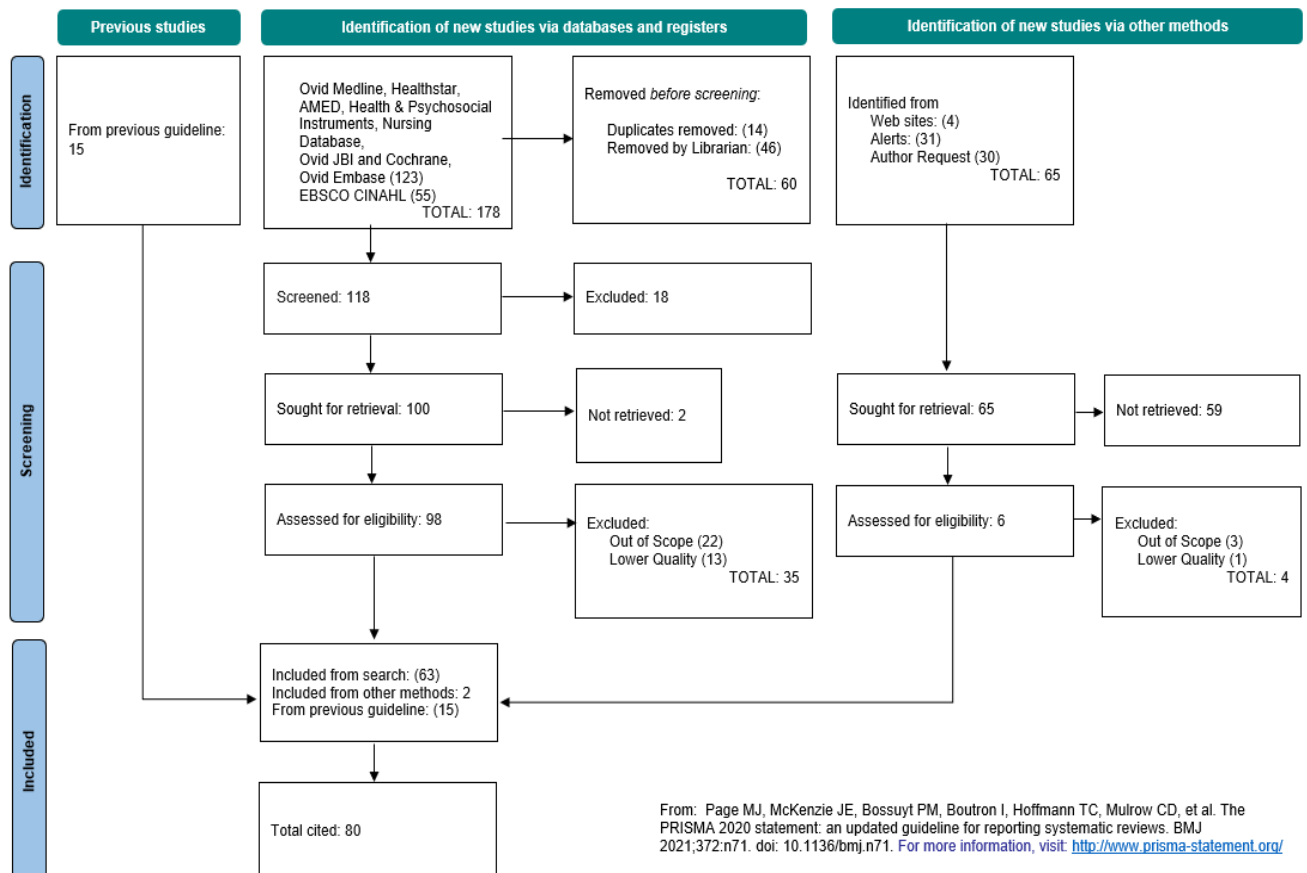 Previous studies
Identification of new studies via databases and registers
Identification of new studies via other methods
Identification
From previous guideline:
15
Ovid Medline, Healthstar,
AMED, Health & Psychosocial
Instruments, Nursing
Database,
Ovid JBI and Cochrane,
Ovid Embase (123)
EBSCO CINAHL (55)
TOTAL: 178
Removed before screening:
Duplicates removed: (14)
Removed by Librarian: (46)
TOTAL: 60
Identified from
Web sites: (4)
Alerts: (31)
Author Request (30)
TOTAL: 65
Screening
Screened: 118
Excluded: 18
Sought for retrieval: 100
Not retrieved: 2
Sought for retrieval: 65
Not retrieved: 59
Assessed for eligibility: 98
Excluded:
Out of Scope (22)
Lower Quality (13)
TOTAL: 35
Assessed for eligibility: 6
Excluded:
Out of Scope (3)
Lower Quality (1)
TOTAL: 4
Included
Included from search: (63)
Included from other methods: 2
From previous guideline: (15)
Total cited: 80
From: Page MJ, McKenzie JE, Bossuyt PM, Boutron I, Hoffmann TC, Mulrow CD, et al. The
PRISMA 2020 statement: an updated guideline for reporting systematic reviews. BMJ
2021;372:n71. doi: 10.1136/bmj.n71. For more information, visit: http://www.prisma-statement.org/